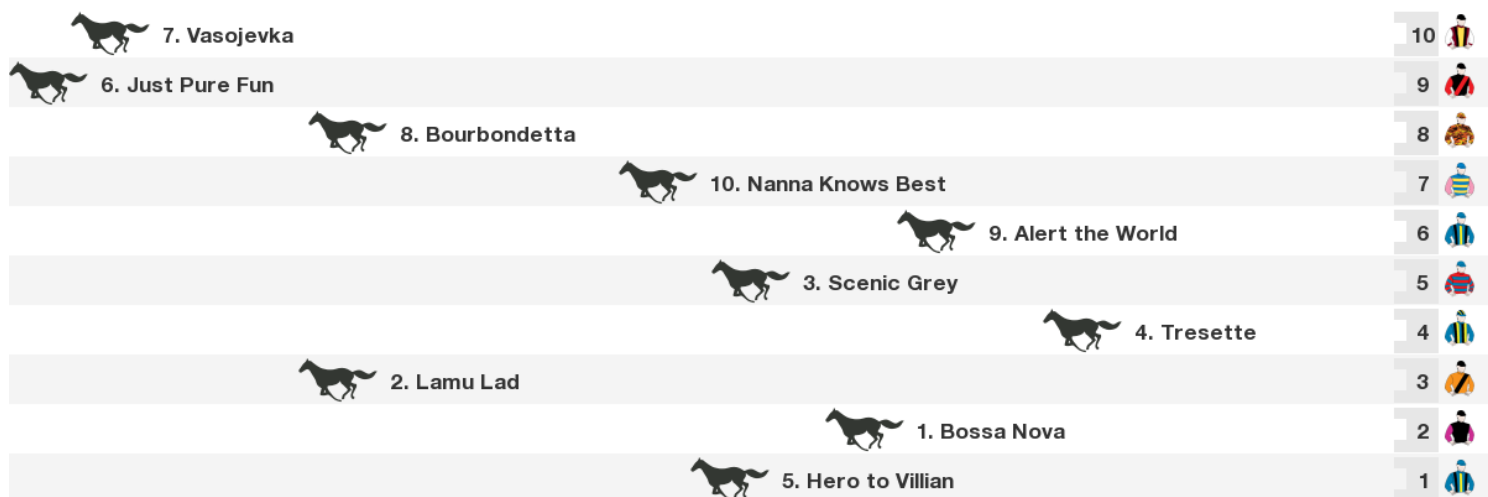 7. Vasojevka 10
6. Just Pure Fun 9
8. Bourbondetta 8
10. Nanna Knows Best 7
9. Alert the World 6
3. Scenic Grey 5
4. Tresette 4
2. Lamu Lad 3
1. Bossa Nova 2
5. Hero to Villian 1